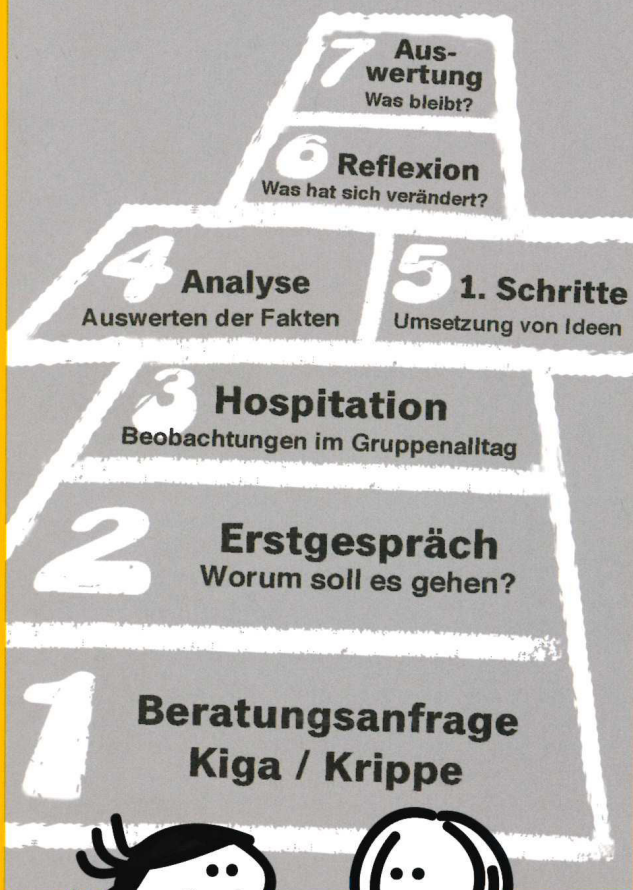 7 Aus-
wertung
Was bleibt?
6 Reflexion
Was hat sich verändert?
4 Analyse
Auswerten der Fakten
5 1. Schritte
Umsetzung von Ideen
3 Hospitation
Beobachtungen im Gruppenalltag
2 Erstgespräch
Worum soll es gehen?
1 Beratungsanfrage
Kiga / Krippe